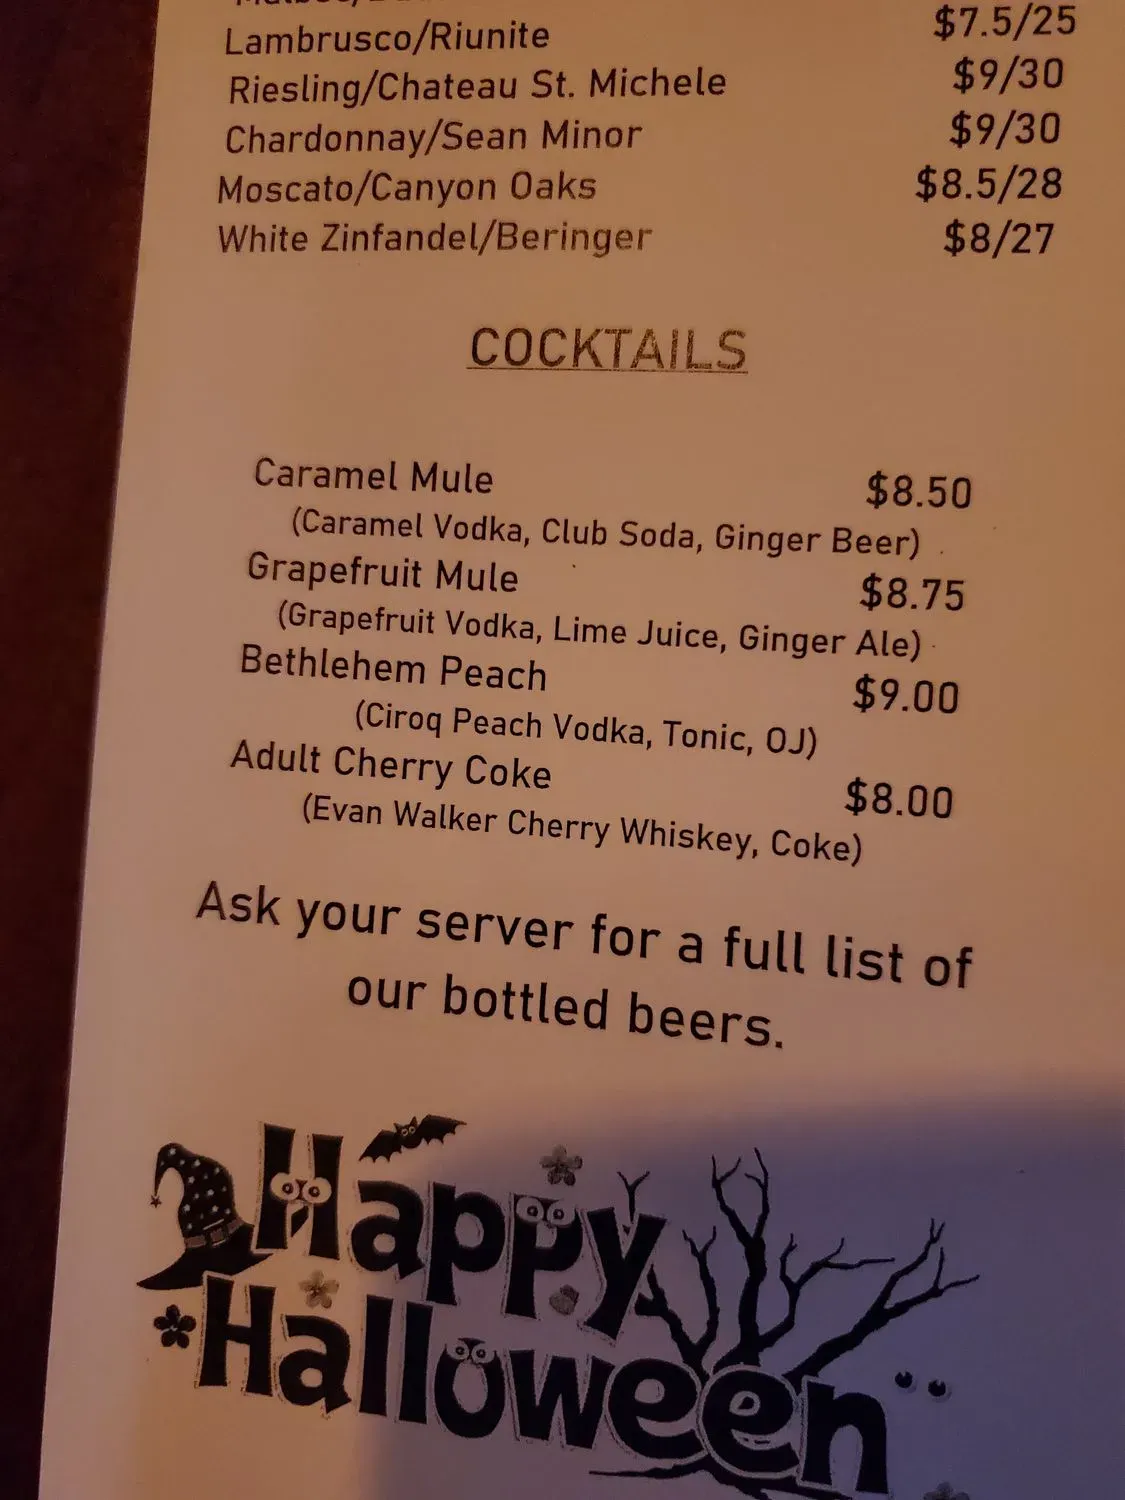 Lambrusco/Riunite $7.5/25
Riesling/Chateau St. Michele $9/30
Chardonnay/Sean Minor $9/30
Moscato/Canyon Oaks $8.5/28
White Zinfandel/Beringer $8/27
COCKTAILS
Caramel Mule $8.50
(Caramel Vodka, Club Soda, Ginger Beer)
Grapefruit Mule $8.75
(Grapefruit Vodka, Lime Juice, Ginger Ale)
Bethlehem Peach $9.00
(Ciroq Peach Vodka, Tonic, OJ)
Adult Cherry Coke $8.00
(Evan Walker Cherry Whiskey, Coke)
Ask your server for a full list of
our bottled beers.
Happy
Halloween